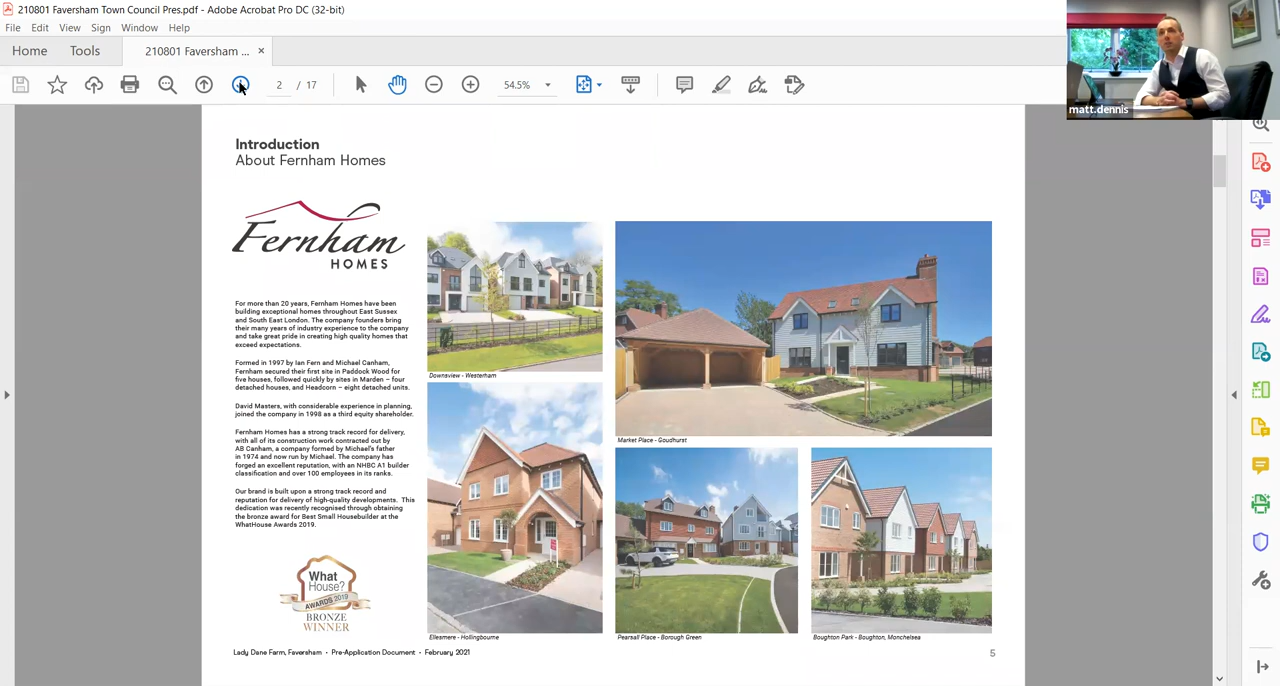 210801 Faversham Town Council Pres.pdf - Adobe Acrobat Pro DC (32-bit)
File Edit View Sign Window Help
Home Tools 210801 Faversham ... ×
2 / 17 54.5%
matt.dennis
Introduction
About Fernham Homes
Fernham
HOMES
For more than 20 years, Fernham Homes have been
building exceptional homes throughout East Sussex
and South East London. The company founders bring
their many years of industry experience to the company
and take great pride in creating high quality homes that
exceed expectations.
Formed in 1997 by Ian Fern and Michael Canham,
Fernham secured their first site in Paddock Wood for
five houses, followed quickly by sites in Marden – four
detached houses, and Headcorn – eight detached units.
David Masters, with considerable experience in planning,
joined the company in 1998 as a third equity shareholder.
Fernham Homes has a strong track record for delivery,
with all of its construction work contracted out by
AB Canham, a company formed by Michael's father
in 1974 and now run by Michael. The company has
forged an excellent reputation, with an NHBC A1 builder
classification and over 100 employees in its ranks.
Our brand is built upon a strong track record and
reputation for delivery of high-quality developments. This
dedication was recently recognised through obtaining
the bronze award for Best Small Housebuilder at the
WhatHouse Awards 2019.
What
House?
AWARDS 2019
BRONZE
WINNER
Downsview - Westerham
Market Place - Goudhurst
Ellesmere - Hollingbourne
Pearsall Place - Borough Green
Boughton Park - Boughton, Monchelsea
Lady Dane Farm, Faversham • Pre-Application Document • February 2021
5